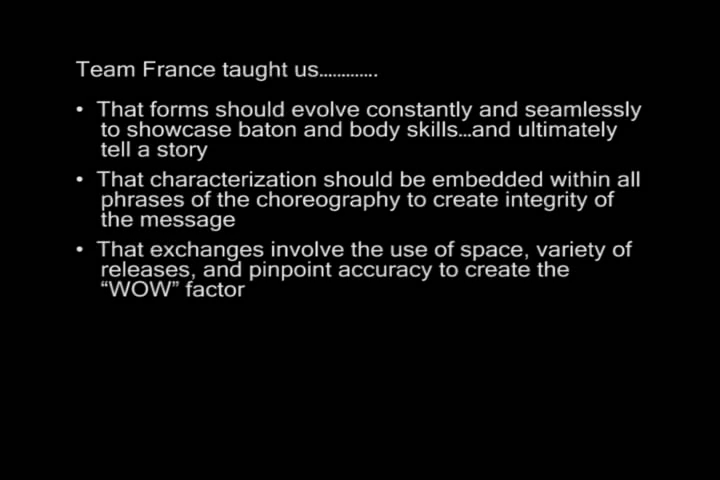 Team France taught us.............
• That forms should evolve constantly and seamlessly
to showcase baton and body skills...and ultimately
tell a story
• That characterization should be embedded within all
phrases of the choreography to create integrity of
the message
• That exchanges involve the use of space, variety of
releases, and pinpoint accuracy to create the
“WOW” factor